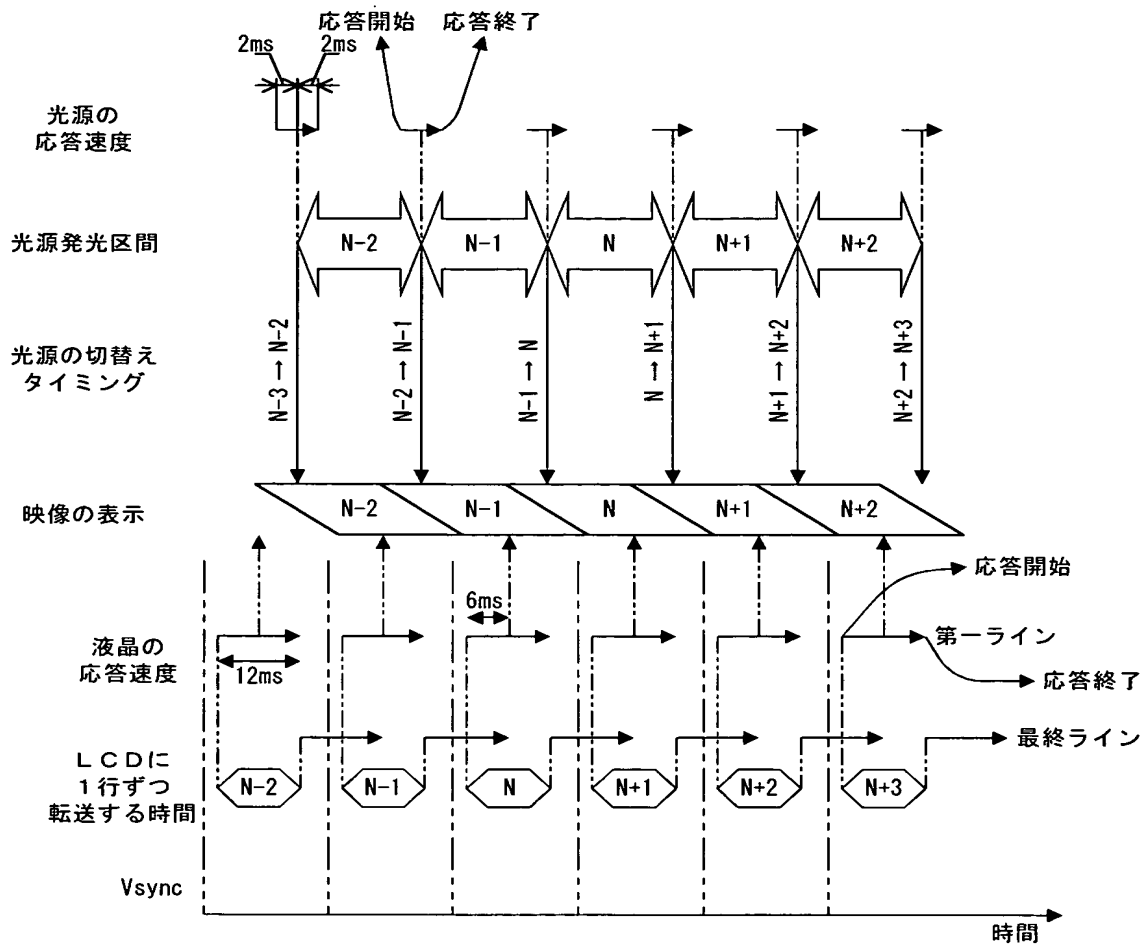 応答開始 応答終了
2ms 2ms
光源の
応答速度
光源発光区間
N-2 N-1 N N+1 N+2
光源の切替え
タイミング
N-3→N-2
N-2→N-1
N-1→N
N→N+1
N+1→N+2
N+2→N+3
映像の表示
N-2 N-1 N N+1 N+2
応答開始
6ms
液晶の
応答速度
12ms
第一ライン
応答終了
最終ライン
LCDに
1行ずつ
転送する時間
N-2 N-1 N N+1 N+2 N+3
Vsync
時間